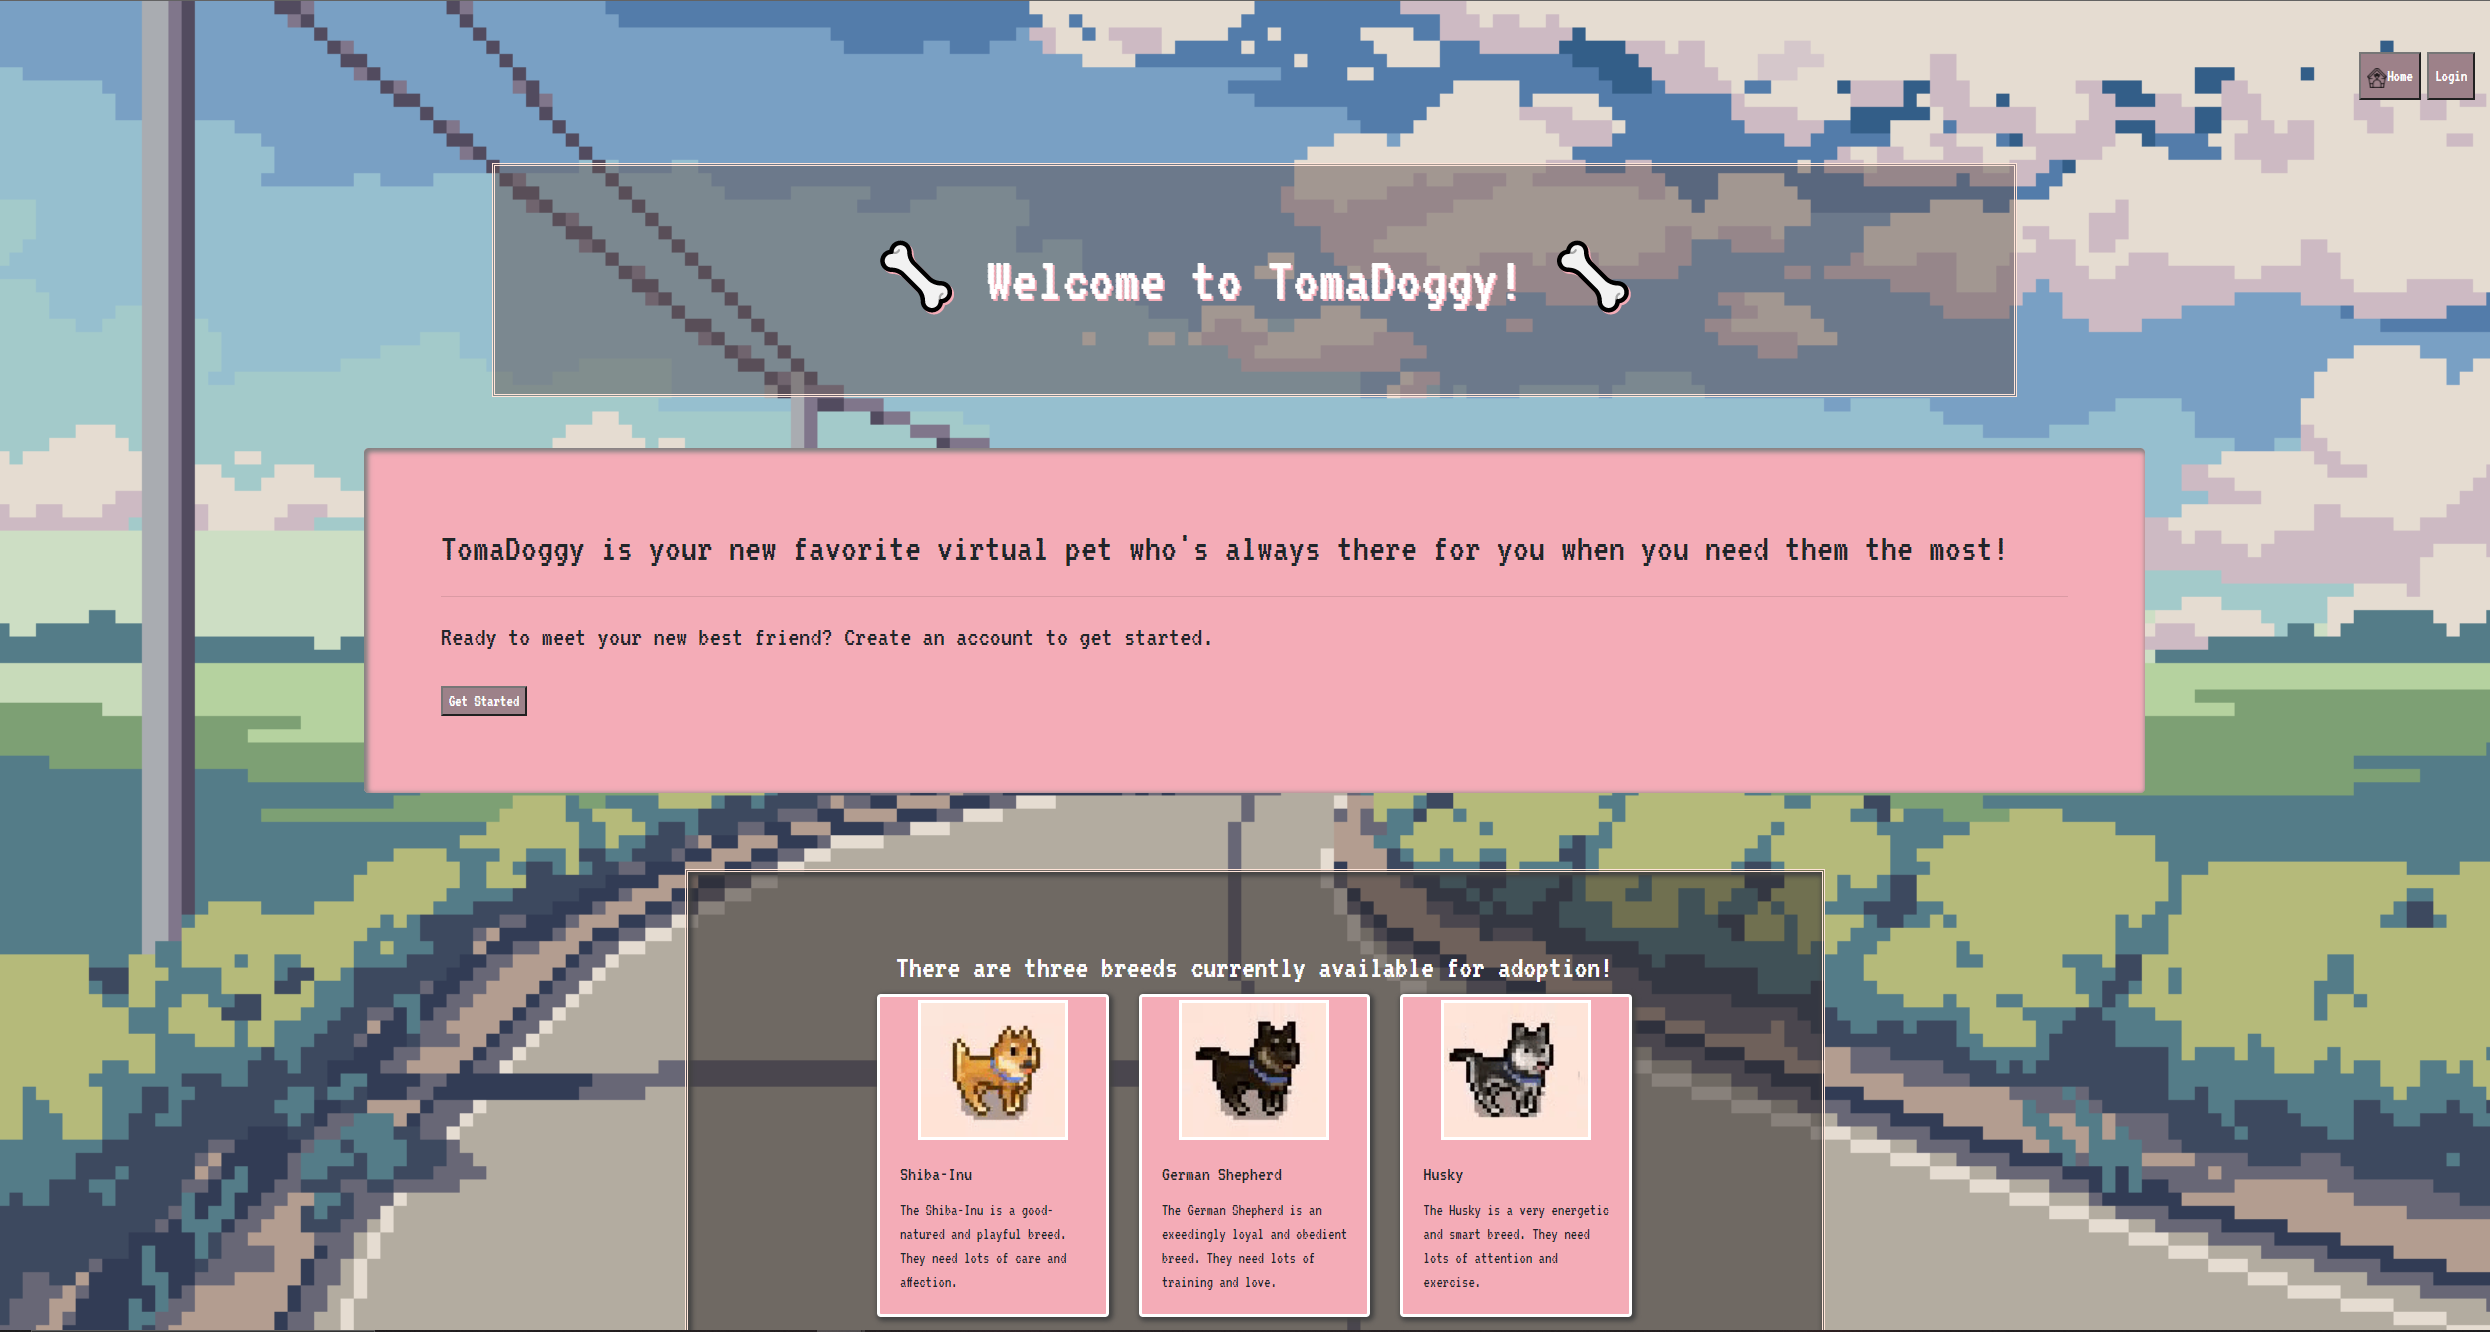 Home Login
Welcome to TomaDoggy!
TomaDoggy is your new favorite virtual pet who's always there for you when you need them the most!
Ready to meet your new best friend? Create an account to get started.
Get Started
There are three breeds currently available for adoption!
Shiba-Inu
The Shiba-Inu is a good-
natured and playful breed.
They need lots of care and
affection.
German Shepherd
The German Shepherd is an
exeedingly loyal and obedient
breed. They need lots of
training and love.
Husky
The Husky is a very energetic
and smart breed. They need
lots of attention and
exercise.